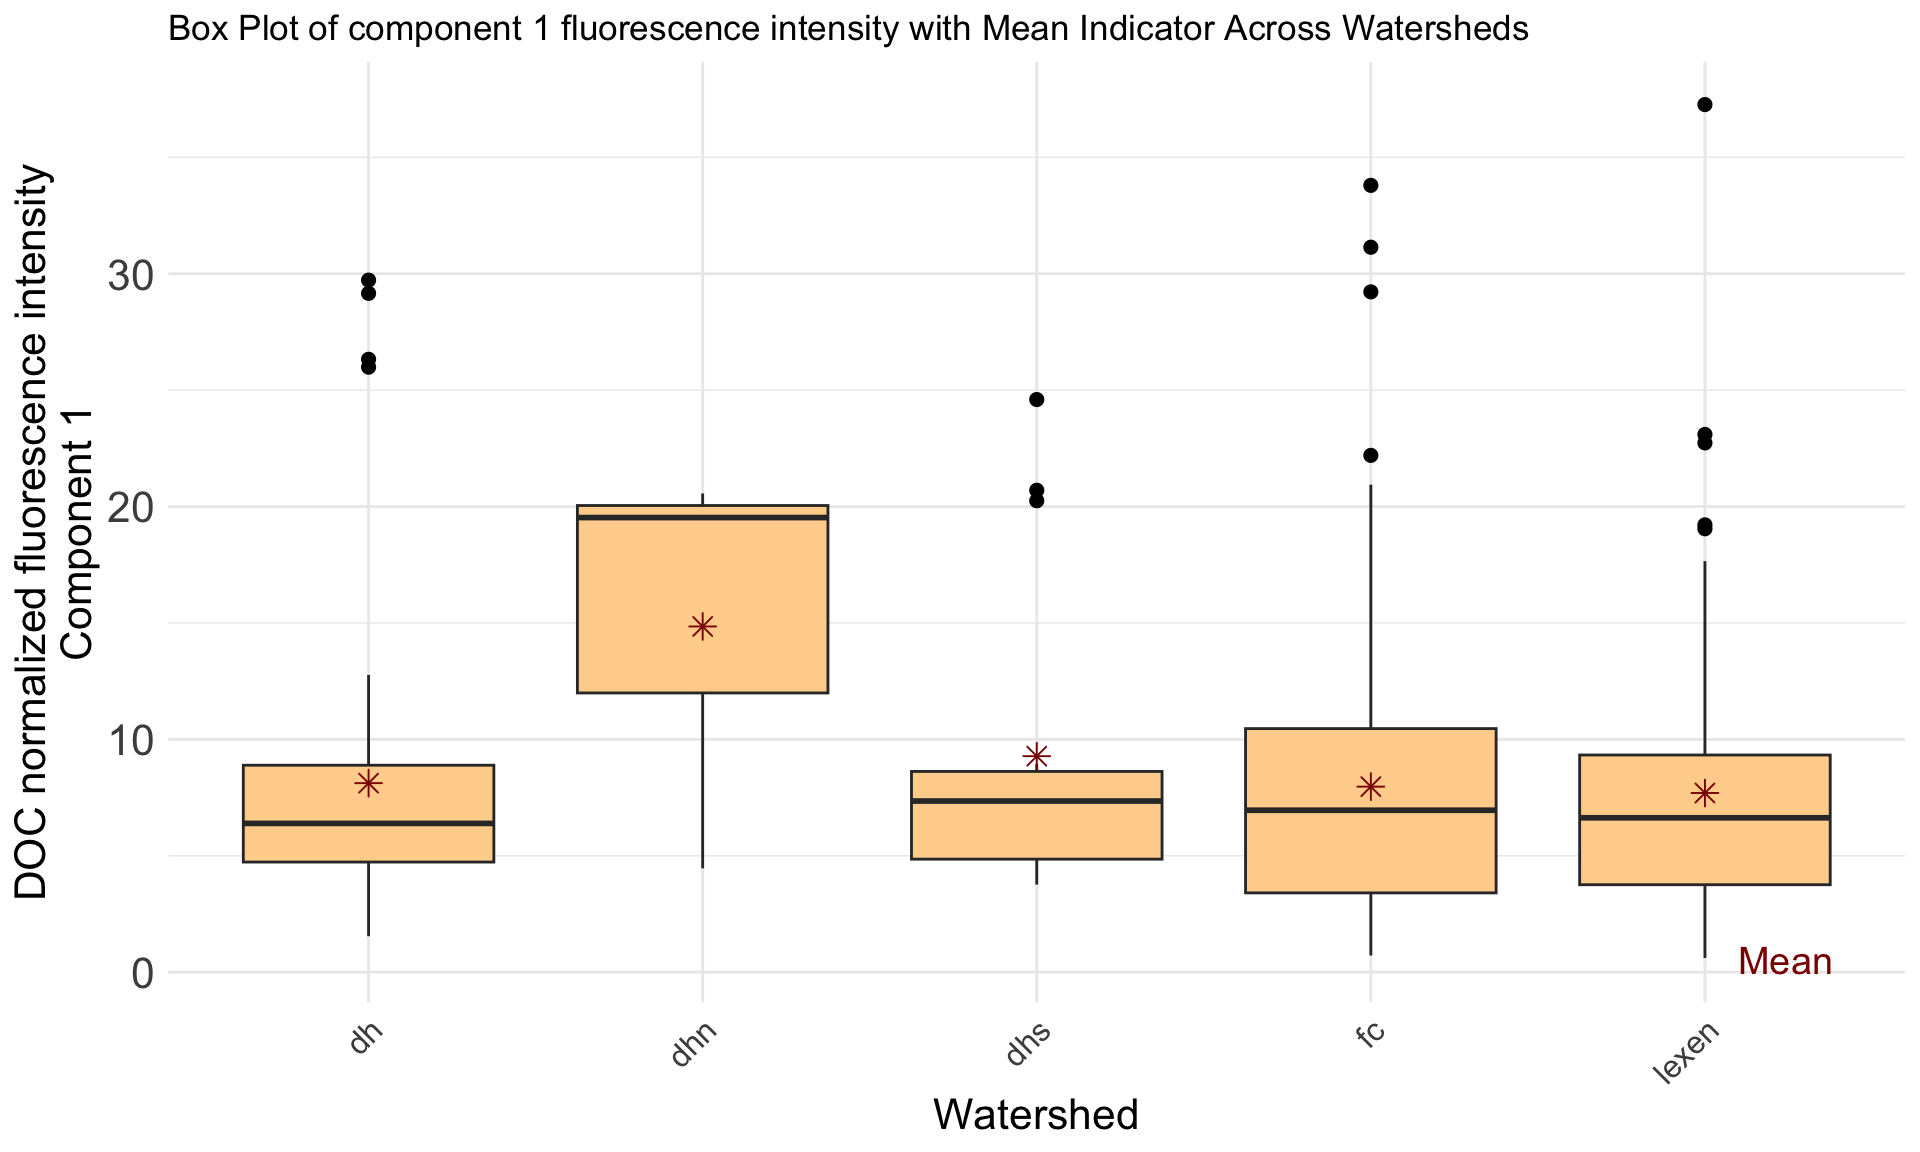 Box Plot of component 1 fluorescence intensity with Mean Indicator Across Watersheds
DOC normalized fluorescence intensity
Component 1
30
20
10
0
Mean
dh
dhn
dhs
fc
lexen
Watershed